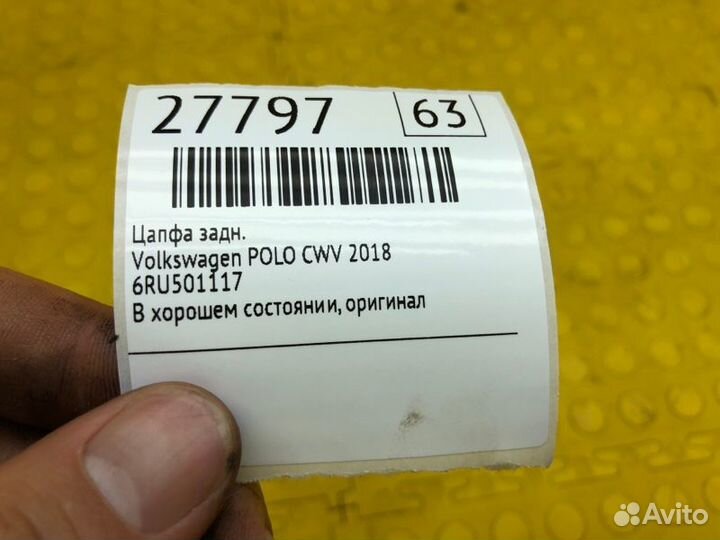 27797 63
Цапфа задн.
Volkswagen POLO CWV 2018
6RU501117
В хорошем состоянии, оригинал
Avito